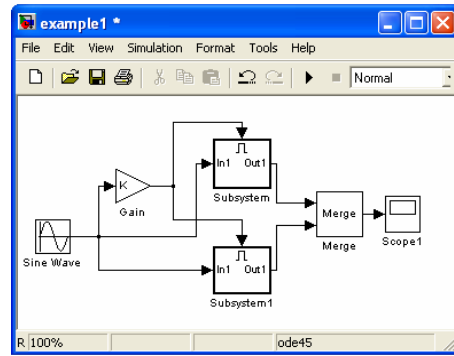 example1 *
File Edit View Simulation Format Tools Help
Normal
K
Gain
In1 Out1
Subsystem
Merge
Merge
Scope1
Sine Wave
In1 Out1
Subsystem1
R 100% ode45